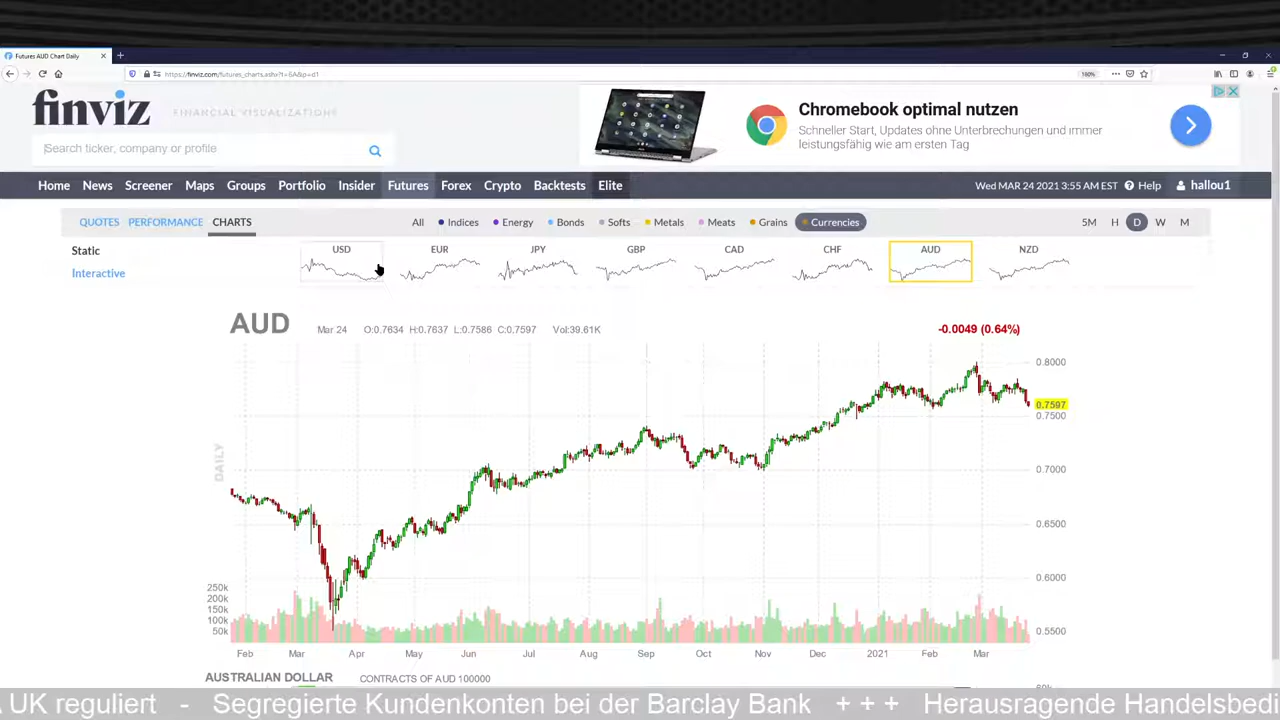 Futures AUD Chart Daily
https://finviz.com/futures_charts.ashx?t=6A&p=d1
100%
finviz FINANCIAL VISUALIZATIONS
Search ticker, company or profile
Chromebook optimal nutzen
Schneller Start, Updates ohne Unterbrechungen und immer
leistungsfähig wie am ersten Tag
Home News Screener Maps Groups Portfolio Insider Futures Forex Crypto Backtests Elite
Wed MAR 24 2021 3:55 AM EST Help hallou1
QUOTES PERFORMANCE CHARTS
All Indices Energy Bonds Softs Metals Meats Grains Currencies
5M H D W M
Static
Interactive
USD EUR JPY GBP CAD CHF AUD NZD
AUD Mar 24 O:0.7634 H:0.7637 L:0.7586 C:0.7597 Vol:39.61K
-0.0049 (0.64%)
0.8000
0.7597
0.7500
0.7000
0.6500
0.6000
0.5500
DAILY
250k
200k
150k
100k
50k
Feb Mar Apr May Jun Jul Aug Sep Oct Nov Dec 2021 Feb Mar
AUSTRALIAN DOLLAR CONTRACTS OF AUD 100000
A UK reguliert - Segregierte Kundenkonten bei der Barclay Bank + + + Herausragende Handelsbedi